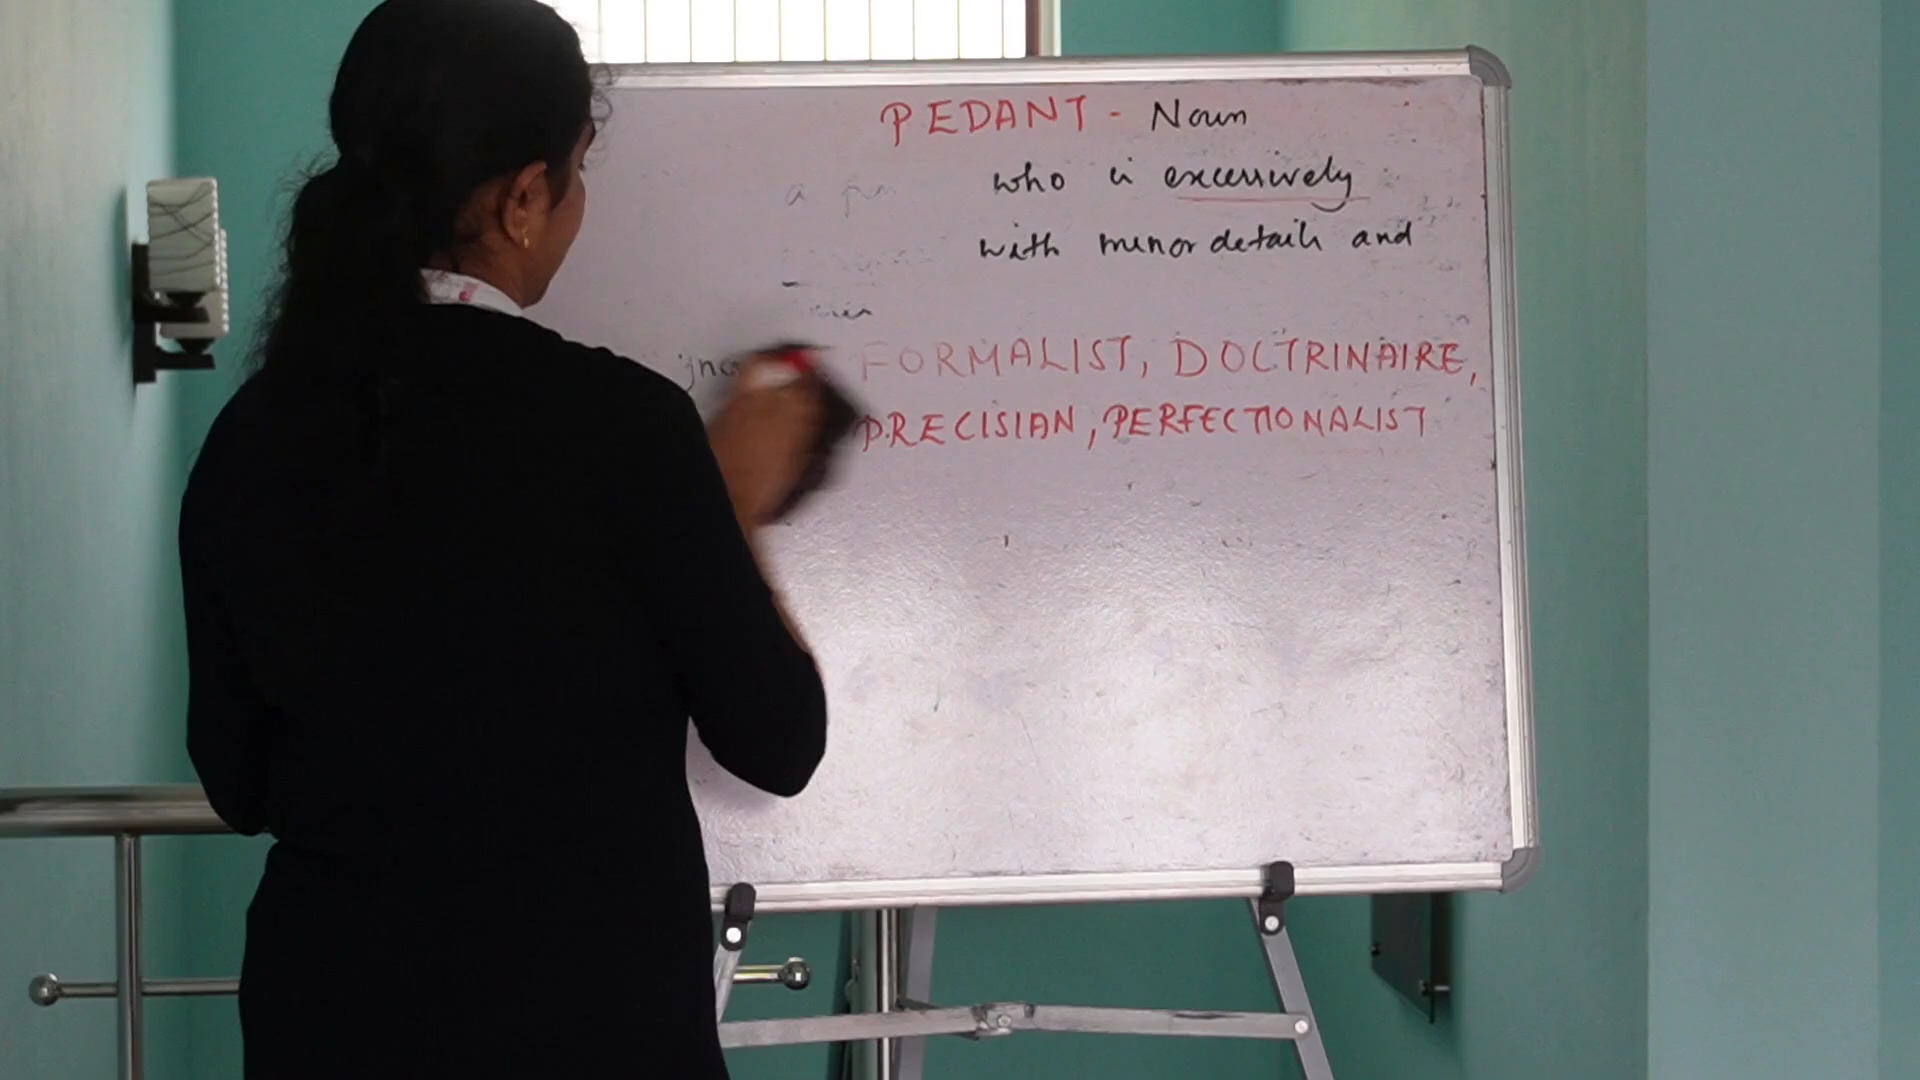 PEDANT - Noun
who is excessively
with minor details and
FORMALIST, DOCTRINAIRE,
PRECISIAN, PERFECTIONALIST